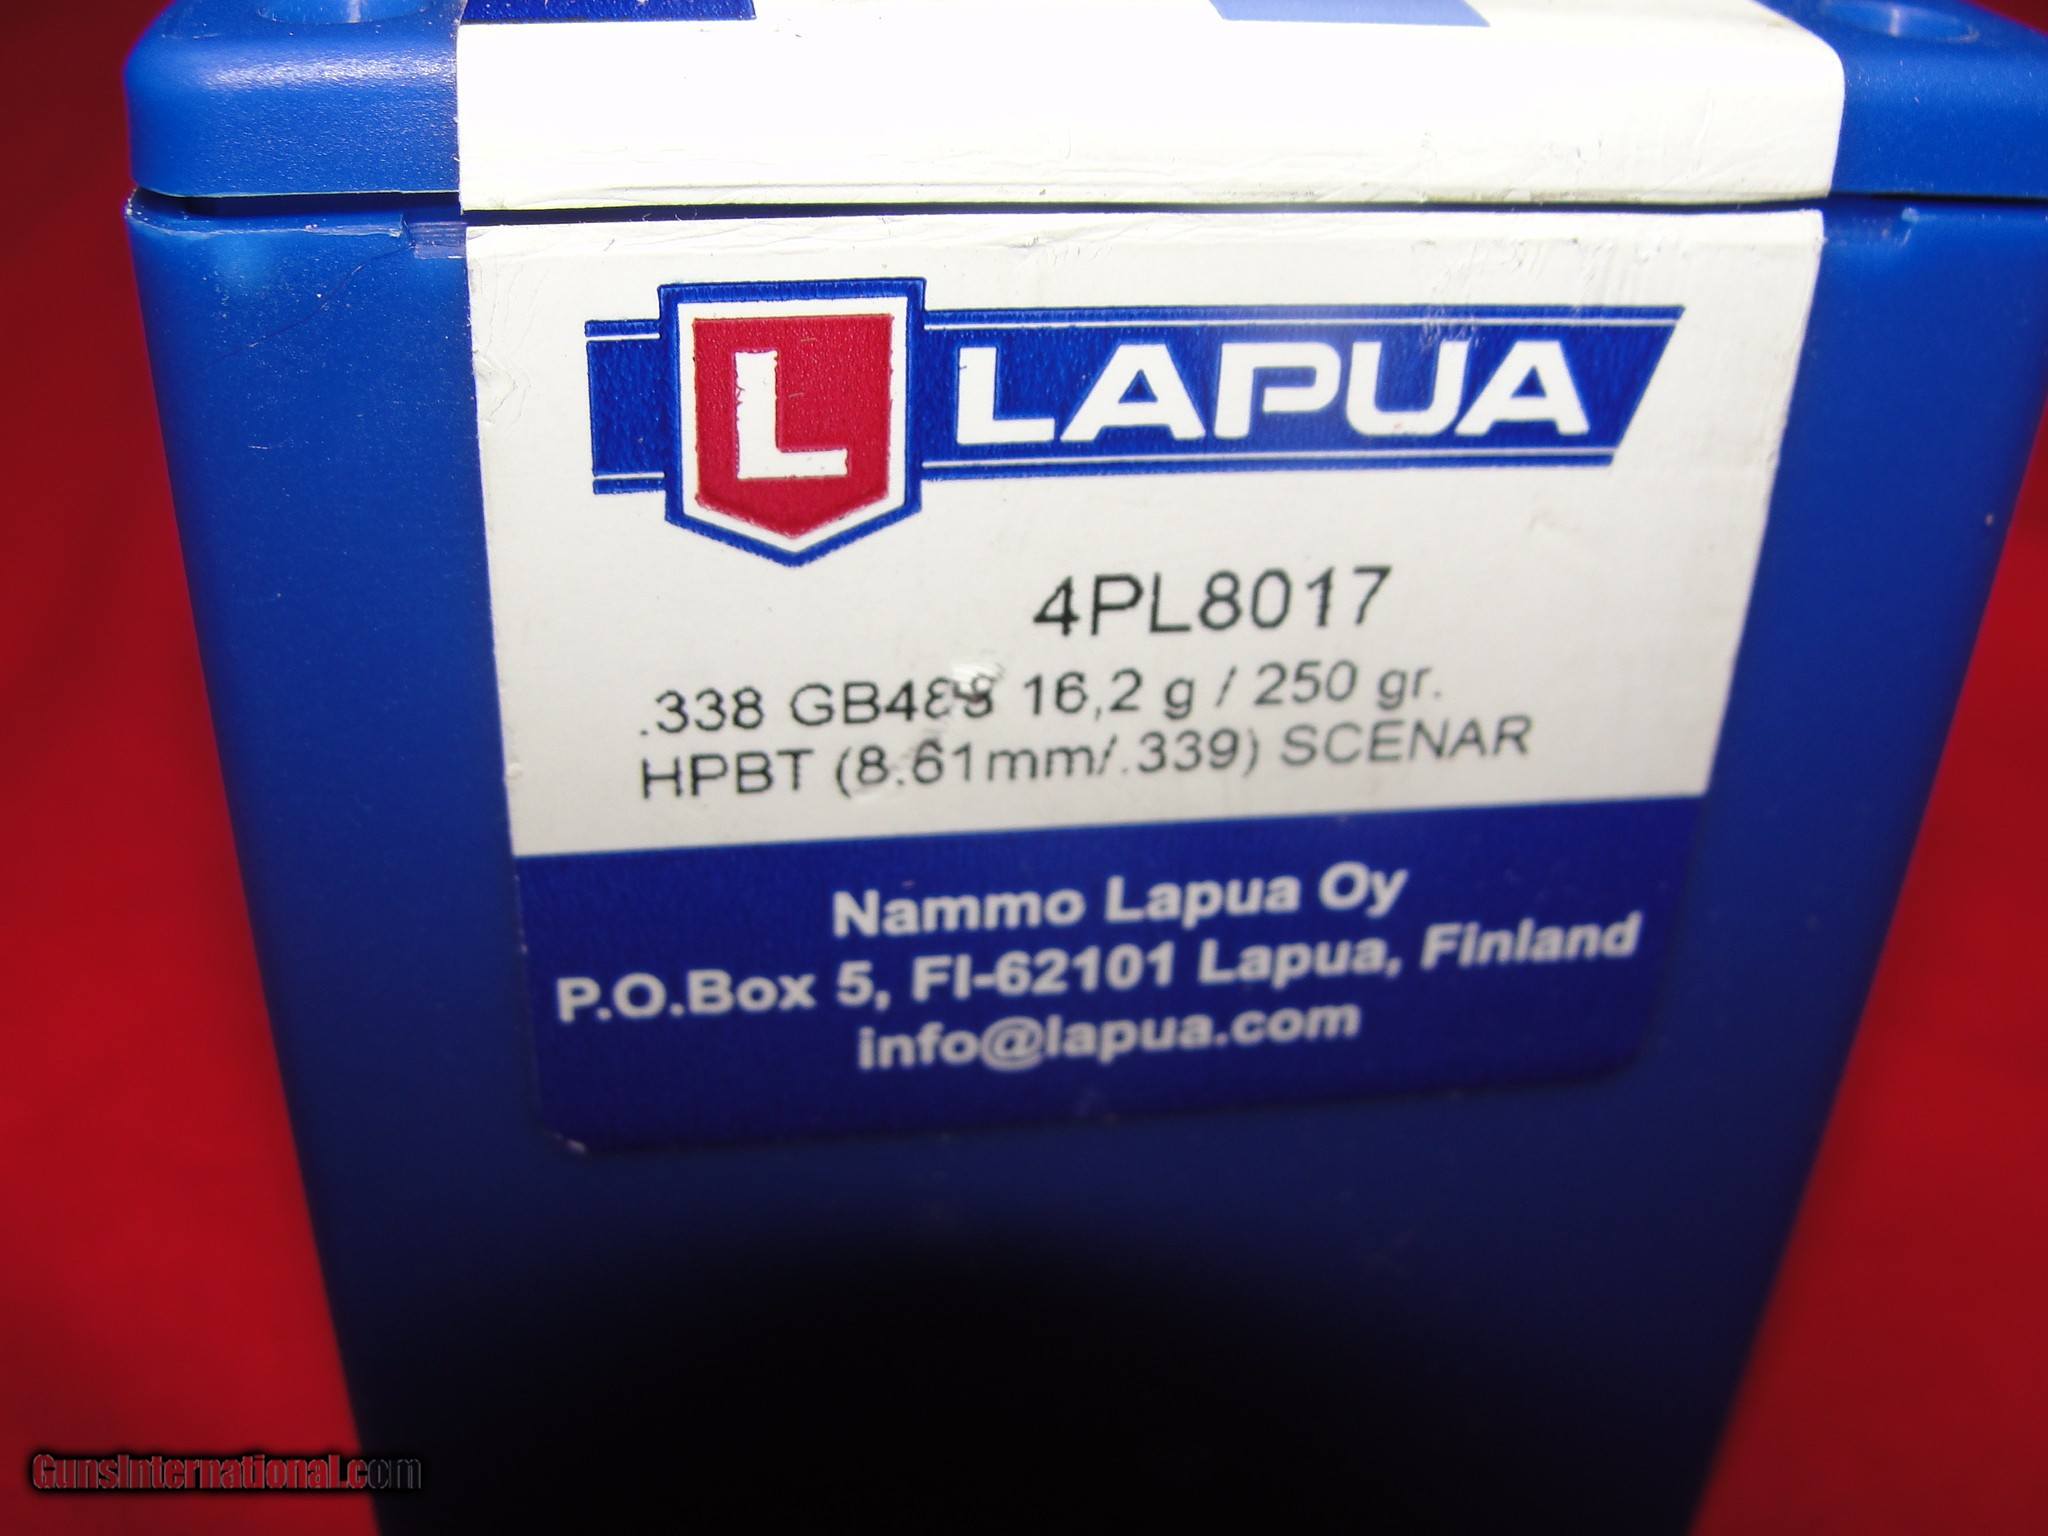 L LAPUA
4PL8017
.338 GB488 16,2 g / 250 gr.
HPBT (8.61mm/.339) SCENAR
Nammo Lapua Oy
P.O.Box 5, FI-62101 Lapua, Finland
info@lapua.com
GunsInternational.com